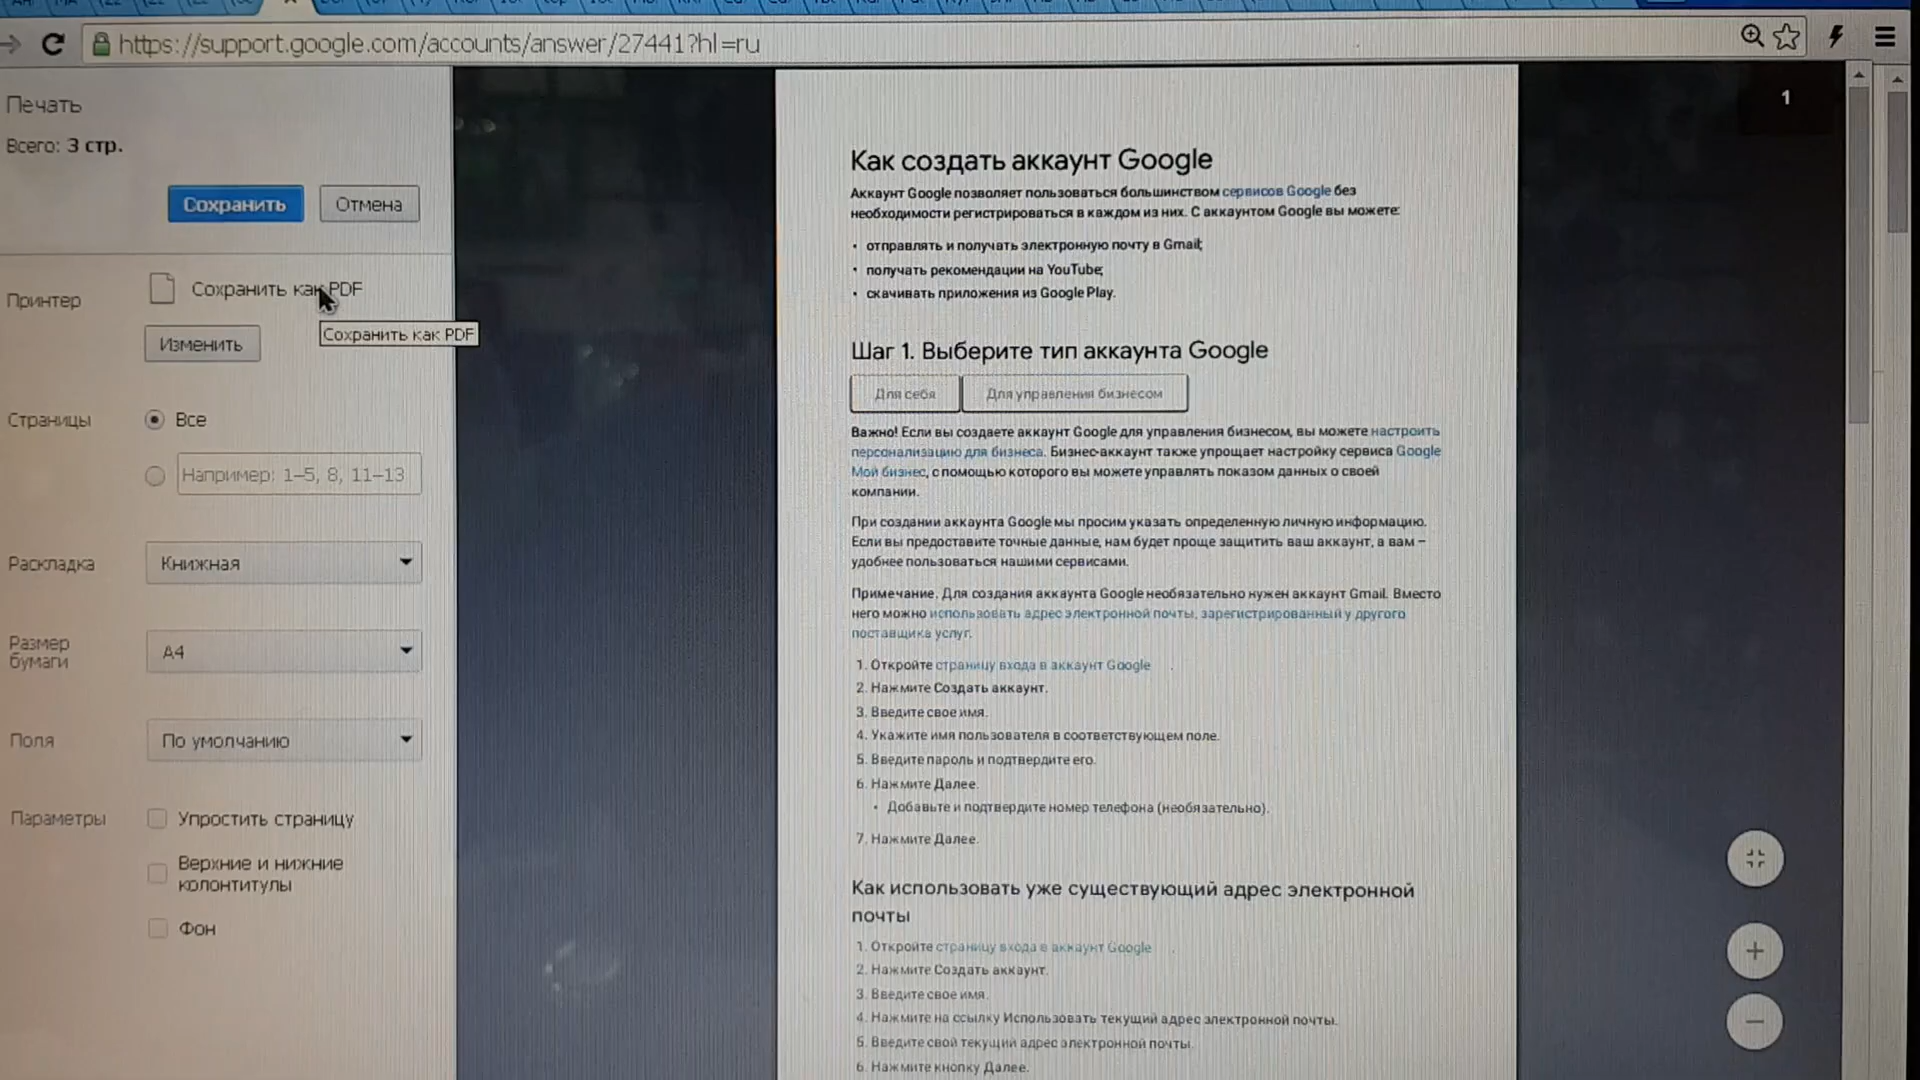 https://support.google.com/accounts/answer/27441?hl=ru
Печать
Всего: 3 стр.
Сохранить
Отмена
Принтер
Сохранить как PDF
Сохранить как PDF
Изменить
Страницы
Все
Например: 1–5, 8, 11–13
Раскладка
Книжная
Размер
бумаги
A4
Поля
По умолчанию
Параметры
Упростить страницу
Верхние и нижние
колонтитулы
Фон
1
Как создать аккаунт Google
Аккаунт Google позволяет пользоваться большинством сервисов Google без
необходимости регистрироваться в каждом из них. С аккаунтом Google вы можете:
• отправлять и получать электронную почту в Gmail;
• получать рекомендации на YouTube;
• скачивать приложения из Google Play.
Шаг 1. Выберите тип аккаунта Google
Для себя
Для управления бизнесом
Важно! Если вы создаете аккаунт Google для управления бизнесом, вы можете настроить
персонализацию для бизнеса. Бизнес-аккаунт также упрощает настройку сервиса Google
Мой бизнес, с помощью которого вы можете управлять показом данных о своей
компании.
При создании аккаунта Google мы просим указать определенную личную информацию.
Если вы предоставите точные данные, нам будет проще защитить ваш аккаунт, а вам –
удобнее пользоваться нашими сервисами.
Примечание. Для создания аккаунта Google необязательно нужен аккаунт Gmail. Вместо
него можно использовать адрес электронной почты, зарегистрированный у другого
поставщика услуг.
1. Откройте страницу входа в аккаунт Google
2. Нажмите Создать аккаунт.
3. Введите свое имя.
4. Укажите имя пользователя в соответствующем поле.
5. Введите пароль и подтвердите его.
6. Нажмите Далее.
• Добавьте и подтвердите номер телефона (необязательно).
7. Нажмите Далее.
Как использовать уже существующий адрес электронной
почты
1. Откройте страницу входа в аккаунт Google
2. Нажмите Создать аккаунт.
3. Введите свое имя.
4. Нажмите на ссылку Использовать текущий адрес электронной почты.
5. Введите свой текущий адрес электронной почты.
6. Нажмите кнопку Далее.